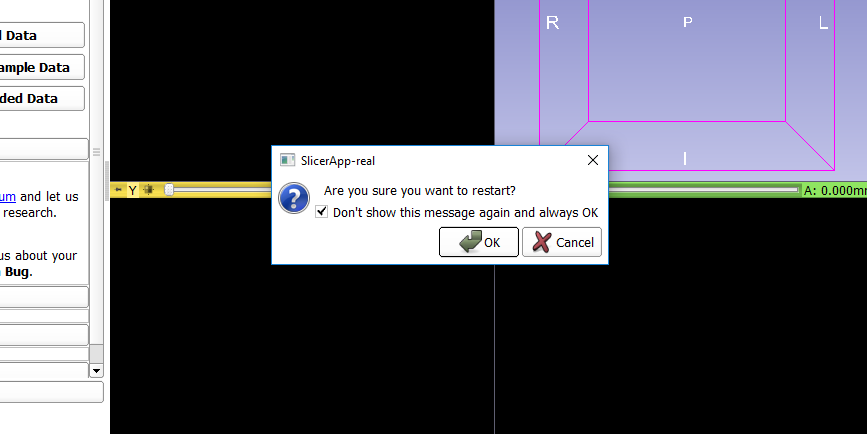 Data
ample Data
ded Data
um and let us
research.
us about your
Bug.
R
P
L
I
Y
A: 0.000mm
SlicerApp-real
Are you sure you want to restart?
Don't show this message again and always OK
OK
Cancel